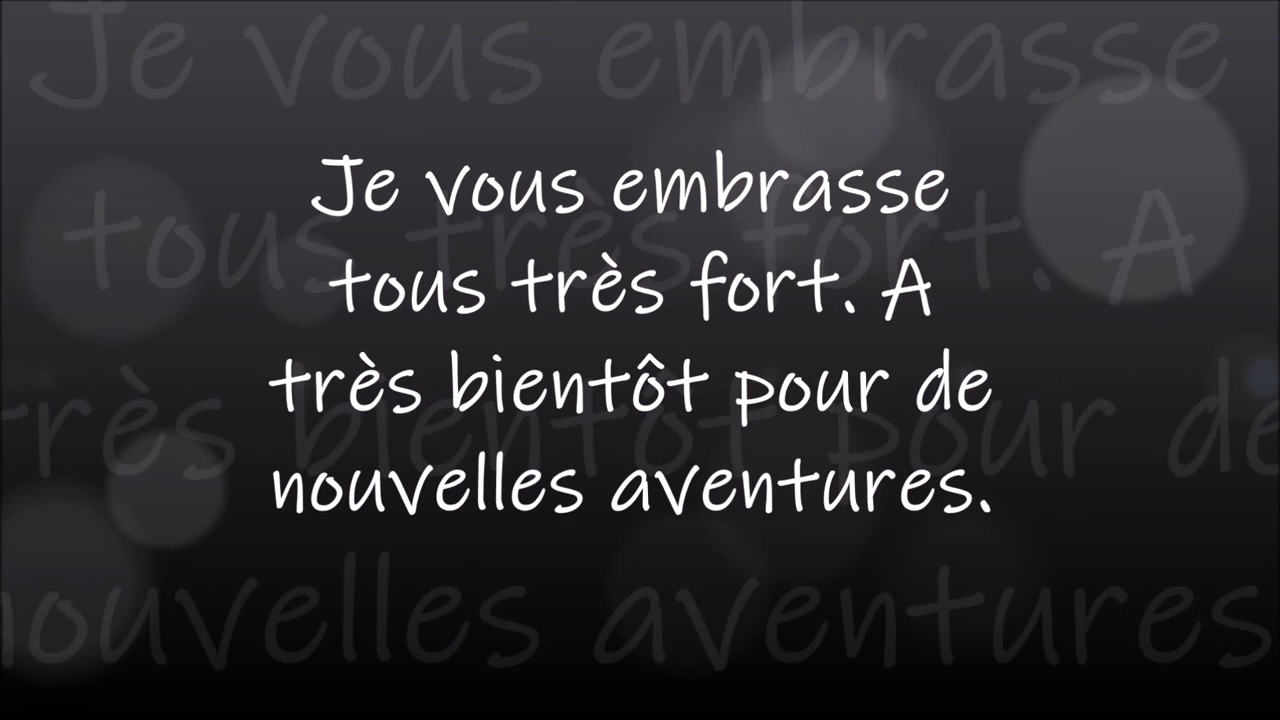 Je vous embrasse
tous très fort. A
très bientôt pour de
nouvelles aventures.